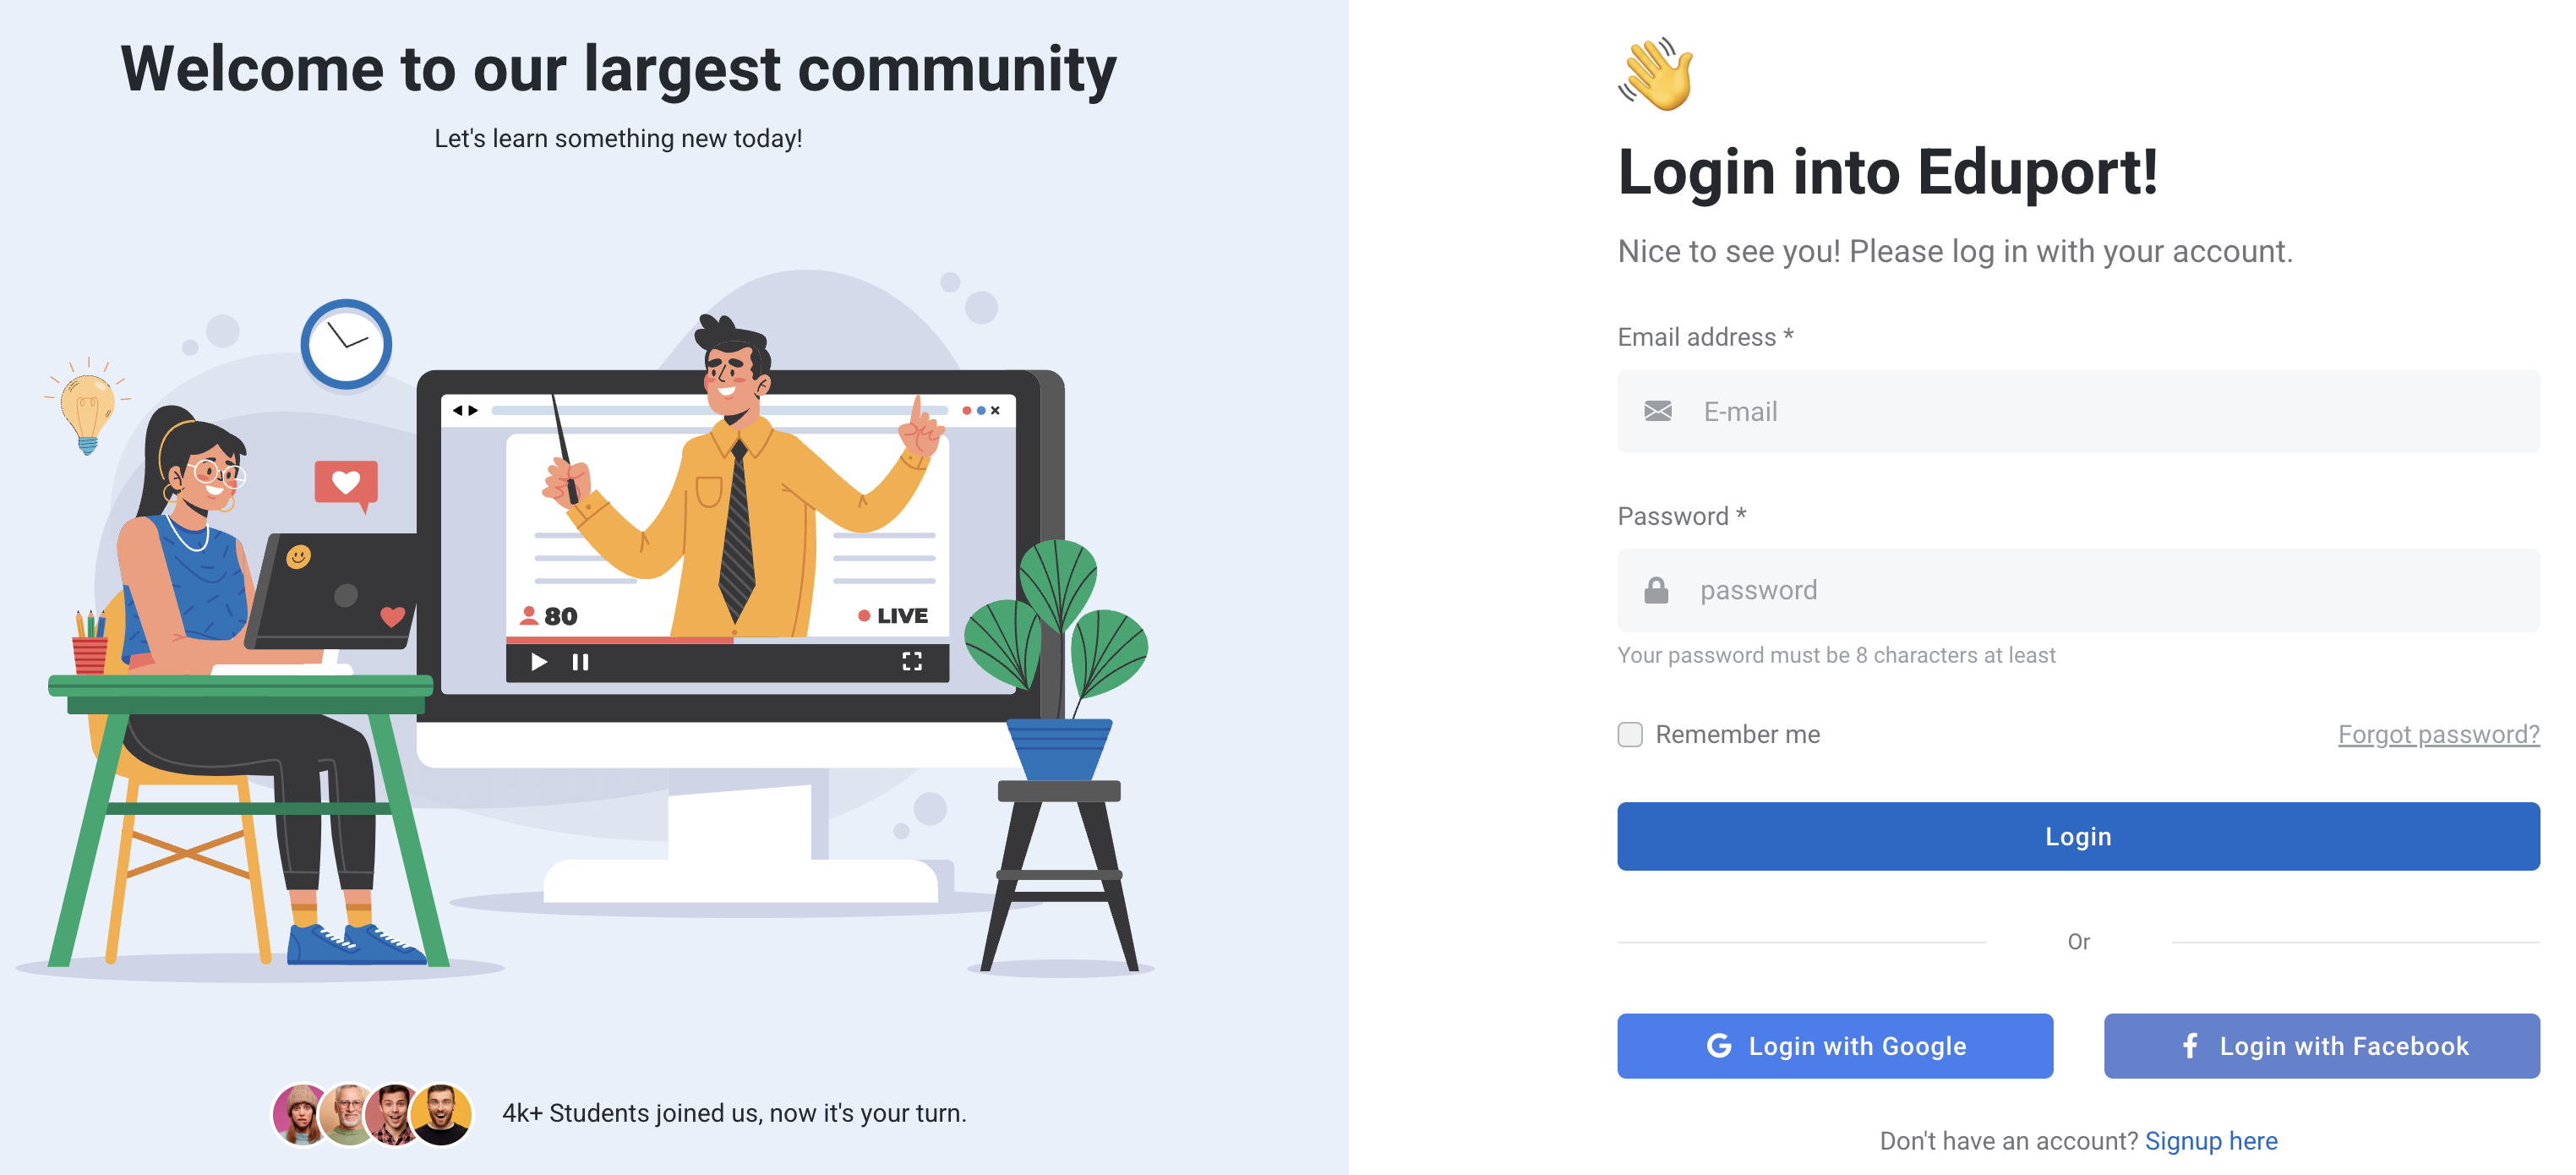 Welcome to our largest community
Let's learn something new today!
80
LIVE
4k+ Students joined us, now it's your turn.
Login into Eduport!
Nice to see you! Please log in with your account.
Email address *
E-mail
Password *
password
Your password must be 8 characters at least
Remember me
Forgot password?
Login
Or
Login with Google
Login with Facebook
Don't have an account? Signup here